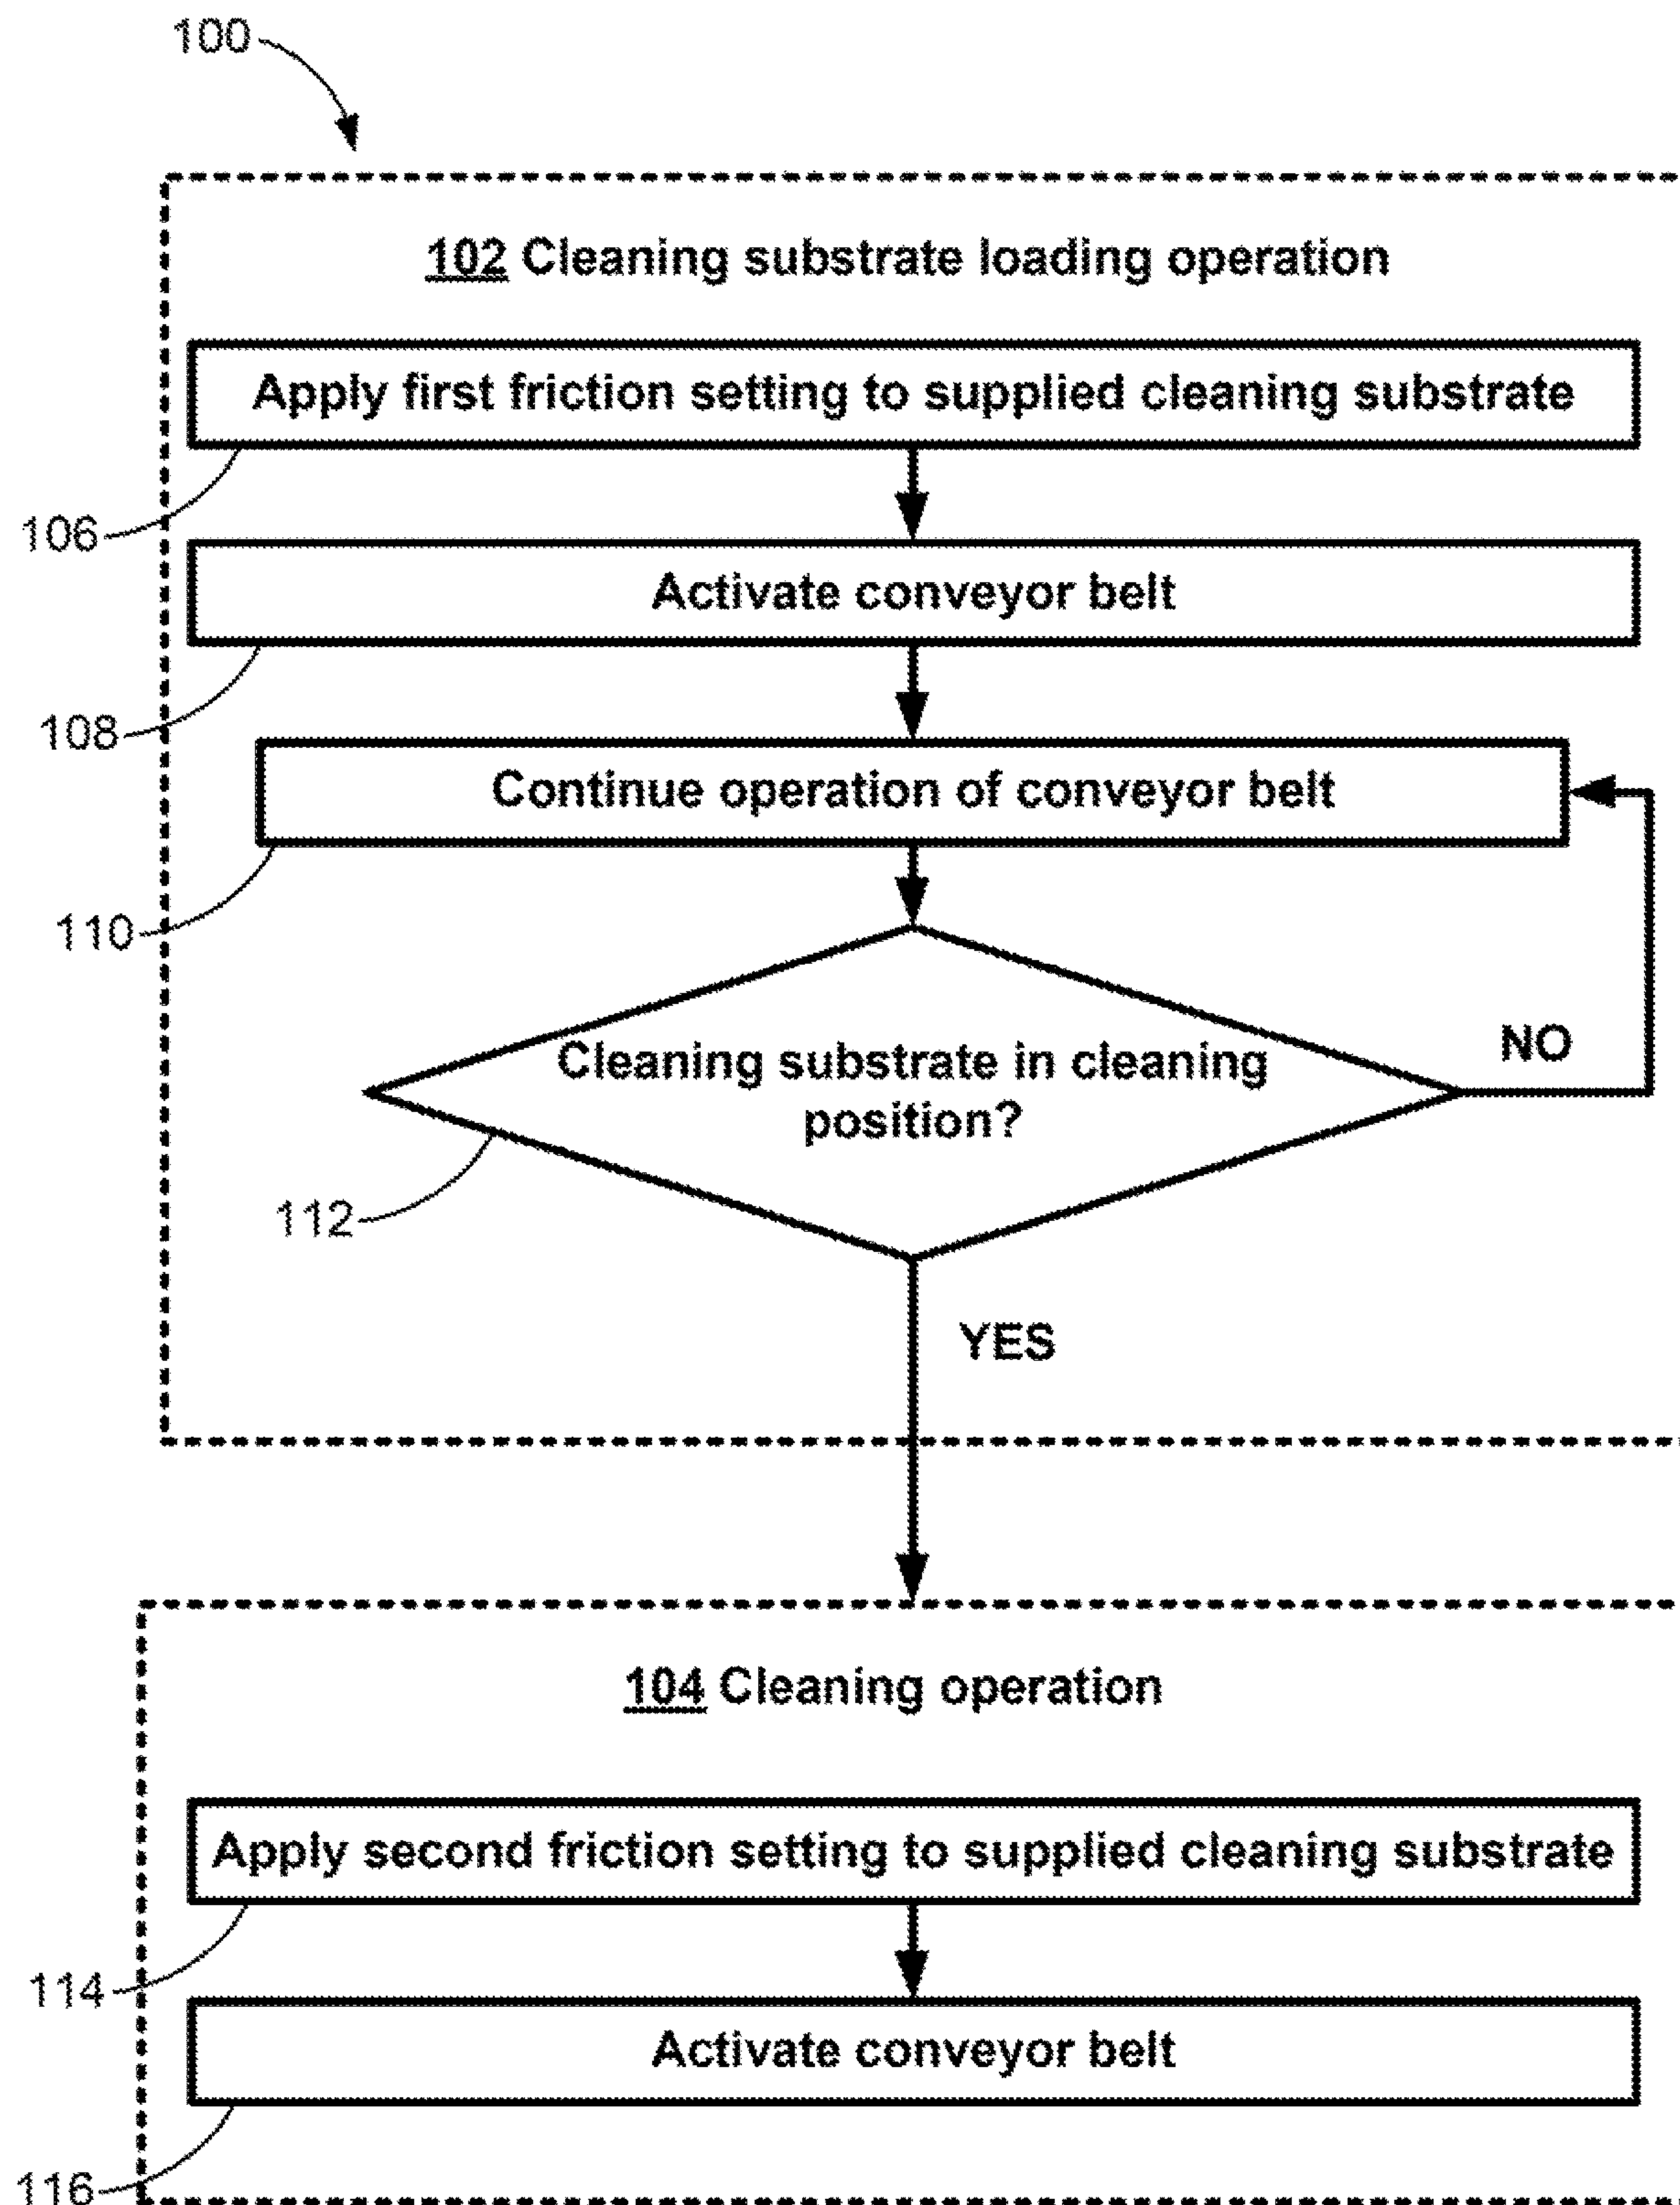 100
102 Cleaning substrate loading operation
Apply first friction setting to supplied cleaning substrate
106
Activate conveyor belt
108
Continue operation of conveyor belt
110
Cleaning substrate in cleaning
position?
NO
112
YES
104 Cleaning operation
Apply second friction setting to supplied cleaning substrate
114
Activate conveyor belt
116